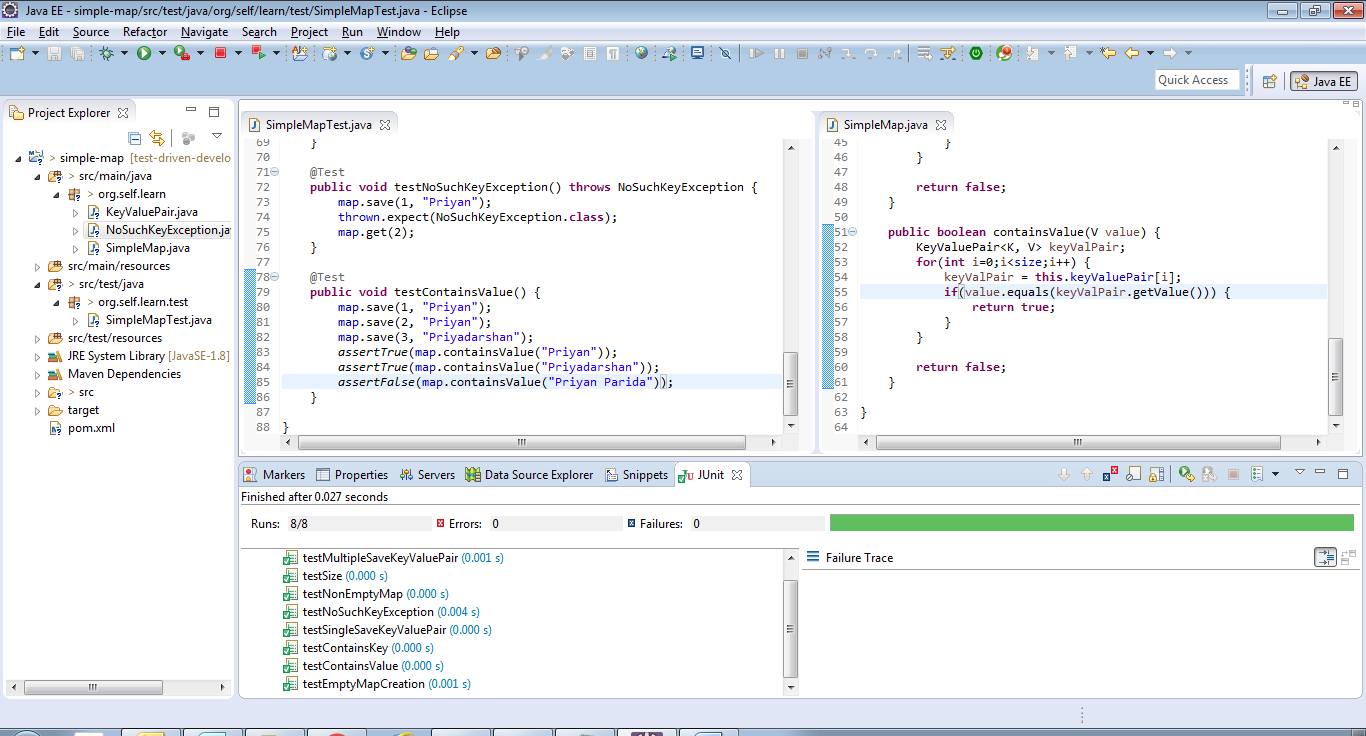 Java EE - simple-map/src/test/java/org/self/learn/test/SimpleMapTest.java - Eclipse
File Edit Source Refactor Navigate Search Project Run Window Help
Quick Access
Java EE
Project Explorer
> simple-map [test-driven-develo
> src/main/java
> org.self.learn
KeyValuePair.java
NoSuchKeyException.jav
SimpleMap.java
src/main/resources
> src/test/java
> org.self.learn.test
SimpleMapTest.java
src/test/resources
JRE System Library [JavaSE-1.8]
Maven Dependencies
> src
target
pom.xml
SimpleMapTest.java
69 }
70
71 @Test
72 public void testNoSuchKeyException() throws NoSuchKeyException {
73 map.save(1, "Priyan");
74 thrown.expect(NoSuchKeyException.class);
75 map.get(2);
76 }
77
78 @Test
79 public void testContainsValue() {
80 map.save(1, "Priyan");
81 map.save(2, "Priyan");
82 map.save(3, "Priyadarshan");
83 assertTrue(map.containsValue("Priyan"));
84 assertTrue(map.containsValue("Priyadarshan"));
85 assertFalse(map.containsValue("Priyan Parida"));
86 }
87
88 }
SimpleMap.java
45 }
46 }
47
48 return false;
49 }
50
51 public boolean containsValue(V value) {
52 KeyValuePair<K, V> keyValPair;
53 for(int i=0;i<size;i++) {
54 keyValPair = this.keyValuePair[i];
55 if(value.equals(keyValPair.getValue())) {
56 return true;
57 }
58 }
59
60 return false;
61 }
62
63 }
64
Markers Properties Servers Data Source Explorer Snippets JUnit
Finished after 0.027 seconds
Runs: 8/8 Errors: 0 Failures: 0
testMultipleSaveKeyValuePair (0.001 s)
testSize (0.000 s)
testNonEmptyMap (0.000 s)
testNoSuchKeyException (0.004 s)
testSingleSaveKeyValuePair (0.000 s)
testContainsKey (0.000 s)
testContainsValue (0.000 s)
testEmptyMapCreation (0.001 s)
Failure Trace